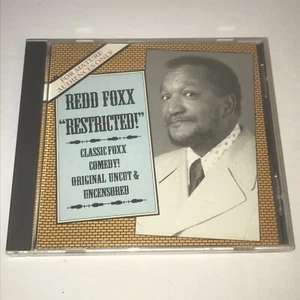 FOR MATURE
AUDIENCES ONLY
REDD FOXX
"RESTRICTED!"
CLASSIC FOXX
COMEDY!
ORIGINAL UNCUT &
UNCENSORED